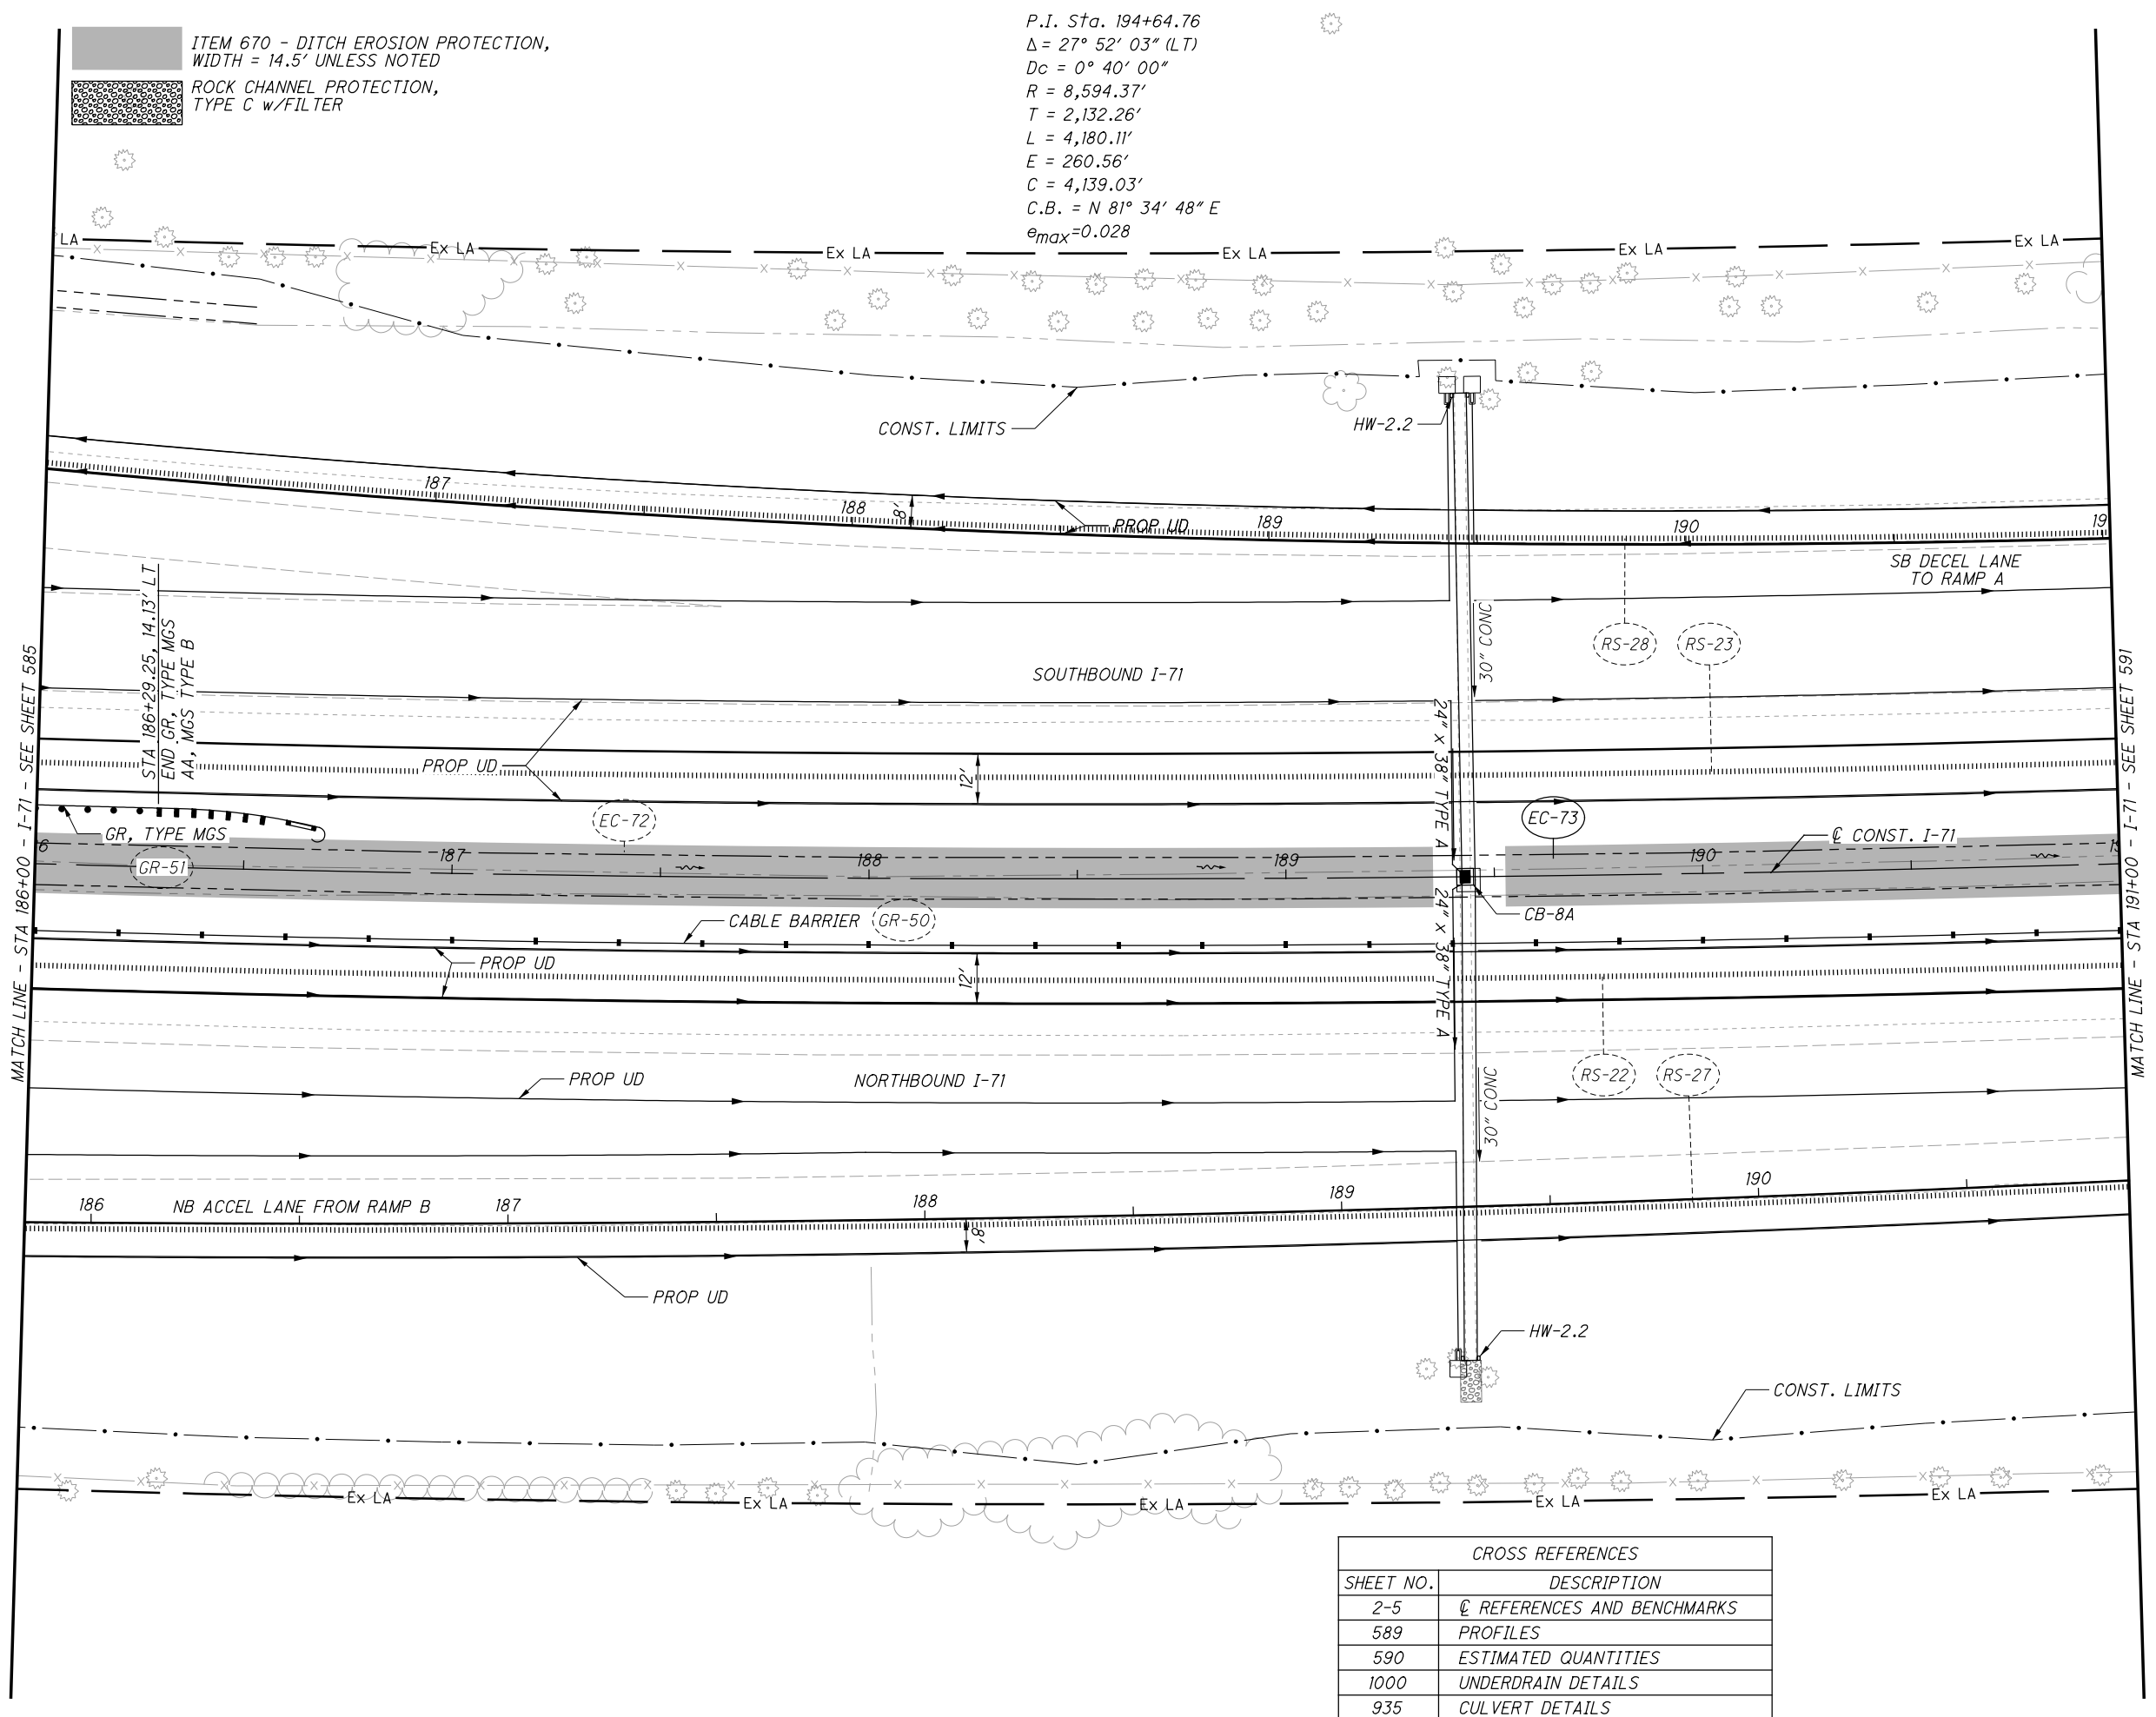 ITEM 670 - DITCH EROSION PROTECTION,
WIDTH = 14.5' UNLESS NOTED
ROCK CHANNEL PROTECTION,
TYPE C w/FILTER
P.I. Sta. 194+64.76
Δ = 27° 52' 03" (LT)
Dc = 0° 40' 00"
R = 8,594.37'
T = 2,132.26'
L = 4,180.11'
E = 260.56'
C = 4,139.03'
C.B. = N 81° 34' 48" E
emax=0.028
LA
Ex LA
Ex LA
Ex LA
Ex LA
Ex LA
CONST. LIMITS
HW-2.2
187
188
8'
PROP UD
189
190
19
SB DECEL LANE
TO RAMP A
STA 186+29.25, 14.13' LT
END GR, TYPE MGS
AA, MGS TYPE B
30" CONC
RS-28
RS-23
SOUTHBOUND I-71
MATCH LINE - STA 186+00 - I-71 - SEE SHEET 585
MATCH LINE - STA 191+00 - I-71 - SEE SHEET 591
PROP UD
12'
24" x 38" TYPE A
EC-72
EC-73
GR, TYPE MGS
℄ CONST. I-71
6
GR-51
187
188
189
190
19
CABLE BARRIER
GR-50
CB-8A
24" x 38" TYPE A
PROP UD
12'
PROP UD
NORTHBOUND I-71
30" CONC
RS-22
RS-27
186
NB ACCEL LANE FROM RAMP B
187
188
189
190
8'
PROP UD
HW-2.2
CONST. LIMITS
Ex LA
Ex LA
Ex LA
Ex LA
Ex LA
CROSS REFERENCES
SHEET NO. DESCRIPTION
2-5 ℄ REFERENCES AND BENCHMARKS
589 PROFILES
590 ESTIMATED QUANTITIES
1000 UNDERDRAIN DETAILS
935 CULVERT DETAILS